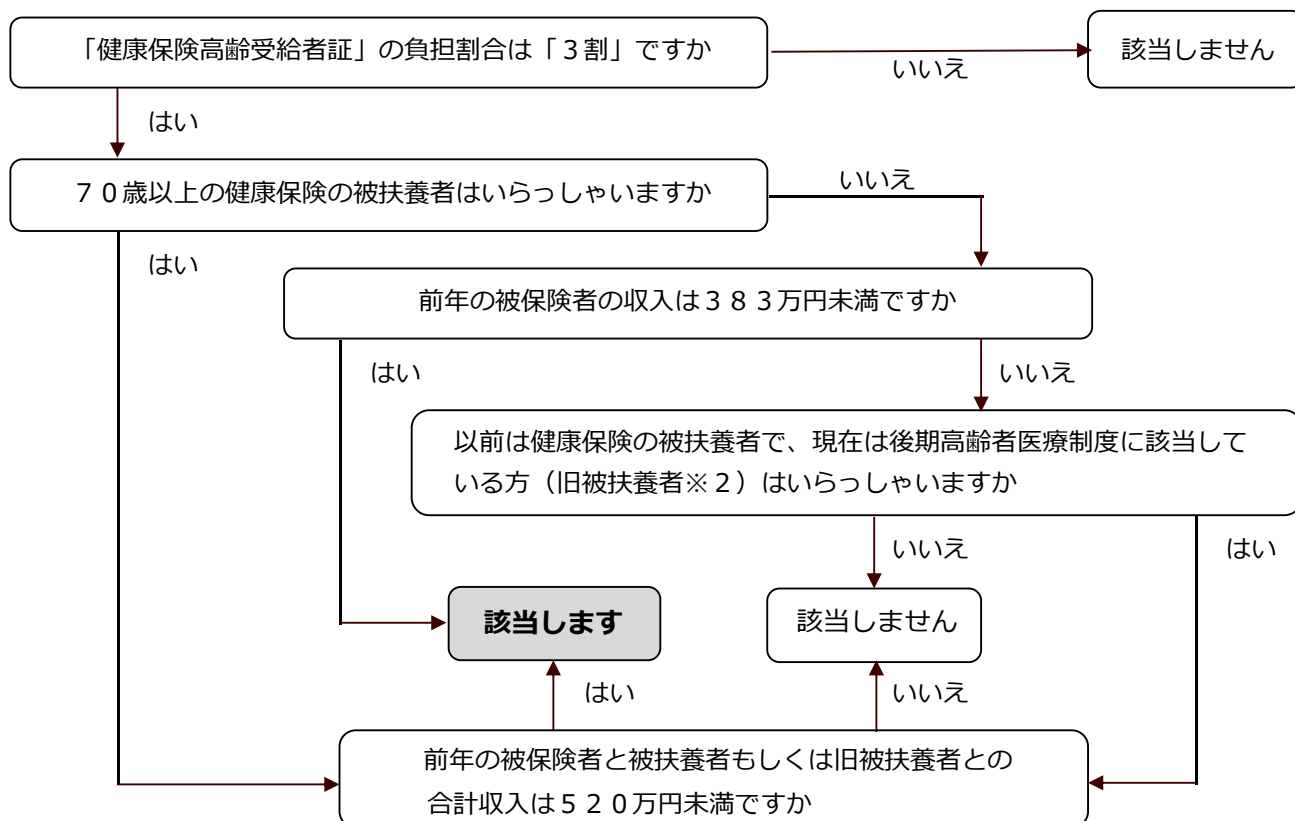 「健康保険高齢受給者証」の負担割合は「３割」ですか
いいえ
該当しません
はい
７０歳以上の健康保険の被扶養者はいらっしゃいますか
いいえ
はい
前年の被保険者の収入は３８３万円未満ですか
はい
いいえ
以前は健康保険の被扶養者で、現在は後期高齢者医療制度に該当して
いる方（旧被扶養者※２）はいらっしゃいますか
いいえ
はい
該当します
該当しません
はい
いいえ
前年の被保険者と被扶養者もしくは旧被扶養者との
合計収入は５２０万円未満ですか